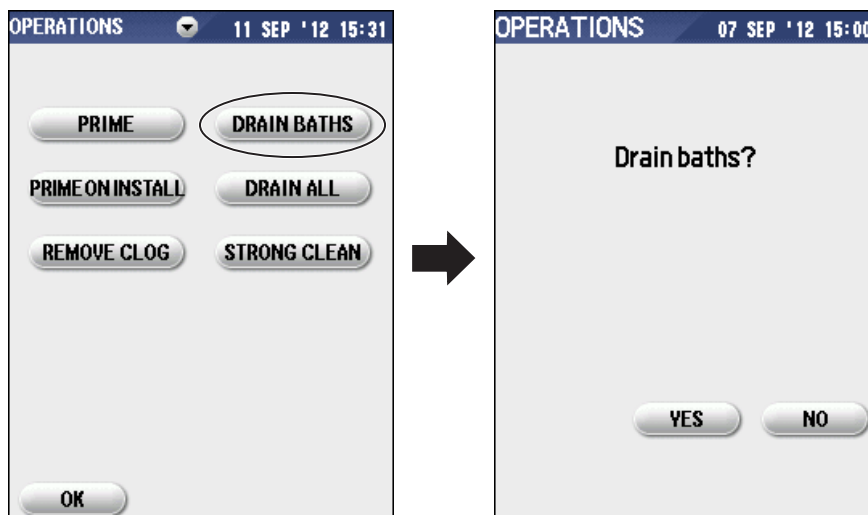 OPERATIONS 11 SEP '12 15:31
PRIME DRAIN BATHS
PRIME ON INSTALL DRAIN ALL
REMOVE CLOG STRONG CLEAN
OK
OPERATIONS 07 SEP '12 15:00
Drain baths?
YES NO